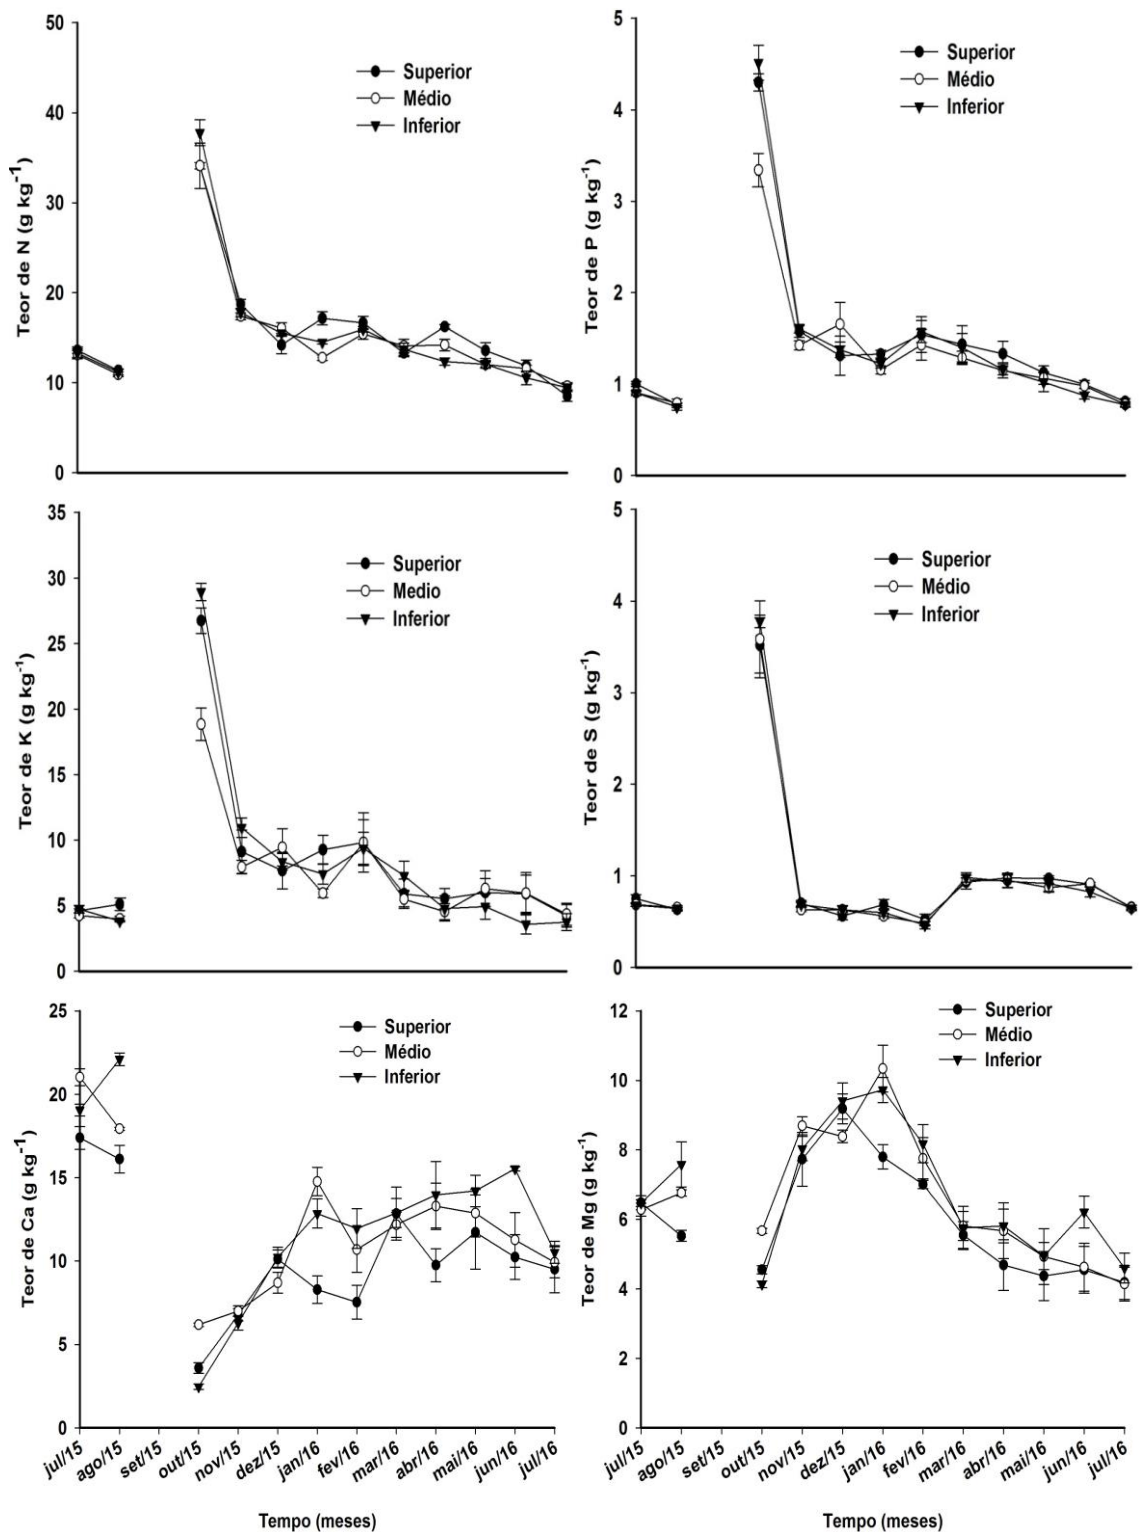 50
40
30
20
10
0
Teor de N (g kg⁻¹)
Superior
Médio
Inferior
5
4
3
2
1
0
Teor de P (g kg⁻¹)
Superior
Médio
Inferior
35
30
25
20
15
10
5
0
Teor de K (g kg⁻¹)
Superior
Medio
Inferior
5
4
3
2
1
0
Teor de S (g kg⁻¹)
Superior
Médio
Inferior
25
20
15
10
5
0
Teor de Ca (g kg⁻¹)
Superior
Médio
Inferior
jul/15
ago/15
set/15
out/15
nov/15
dez/15
jan/16
fev/16
mar/16
abr/16
mai/16
jun/16
jul/16
Tempo (meses)
12
10
8
6
4
2
0
Teor de Mg (g kg⁻¹)
Superior
Médio
Inferior
jul/15
ago/15
set/15
out/15
nov/15
dez/15
jan/16
fev/16
mar/16
abr/16
mai/16
jun/16
jul/16
Tempo (meses)